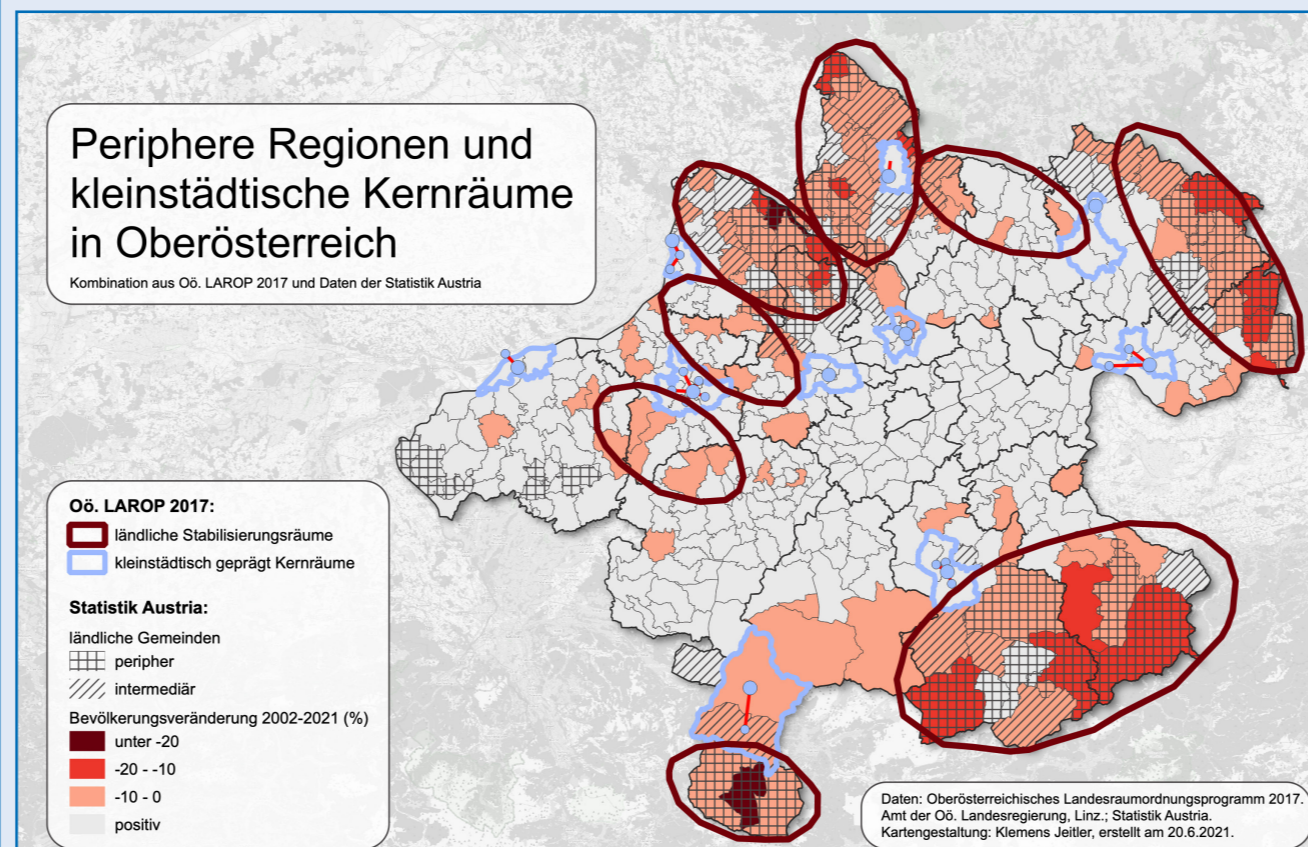 Periphere Regionen und
kleinstädtische Kernräume
in Oberösterreich
Kombination aus Oö. LAROP 2017 und Daten der Statistik Austria
Oö. LAROP 2017:
ländliche Stabilisierungsräume
kleinstädtisch geprägt Kernräume
Statistik Austria:
ländliche Gemeinden
peripher
intermediär
Bevölkerungsveränderung 2002-2021 (%)
unter -20
-20 - -10
-10 - 0
positiv
Daten: Oberösterreichisches Landesraumordnungsprogramm 2017.
Amt der Oö. Landesregierung, Linz.; Statistik Austria.
Kartengestaltung: Klemens Jeitler, erstellt am 20.6.2021.